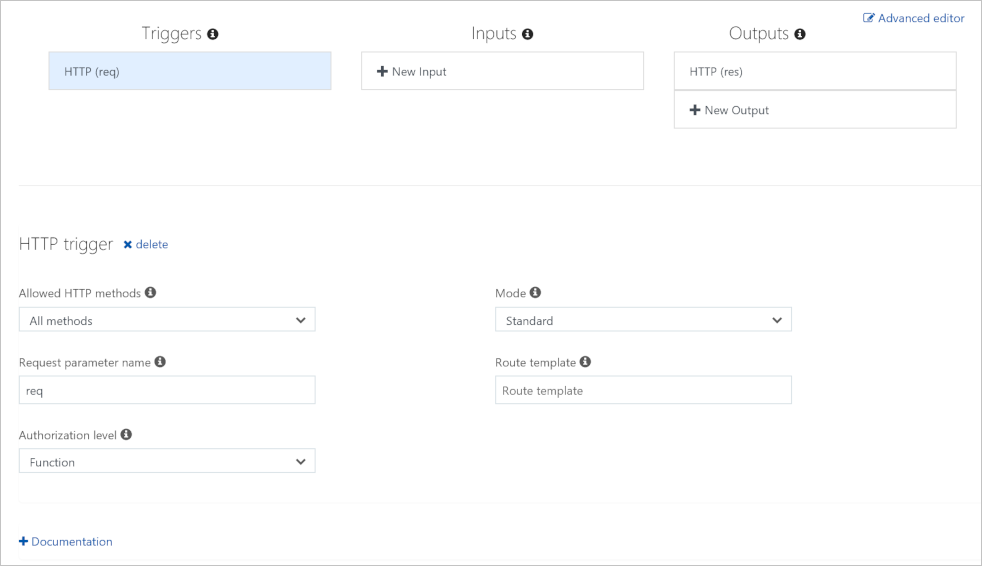 Advanced editor
Triggers
Inputs
Outputs
HTTP (req)
New Input
HTTP (res)
New Output
HTTP trigger delete
Allowed HTTP methods
Mode
All methods
Standard
Request parameter name
Route template
req
Route template
Authorization level
Function
Documentation